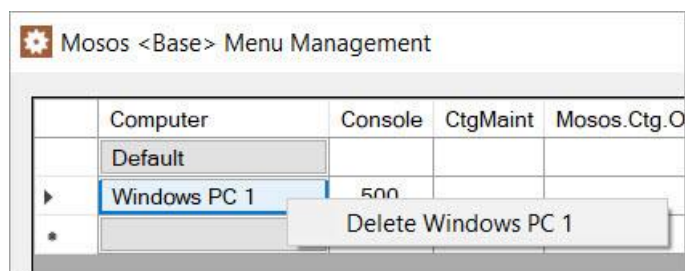 Mosos <Base> Menu Management
Computer Console CtgMaint Mosos.Ctg.O
Default
Windows PC 1 500
Delete Windows PC 1